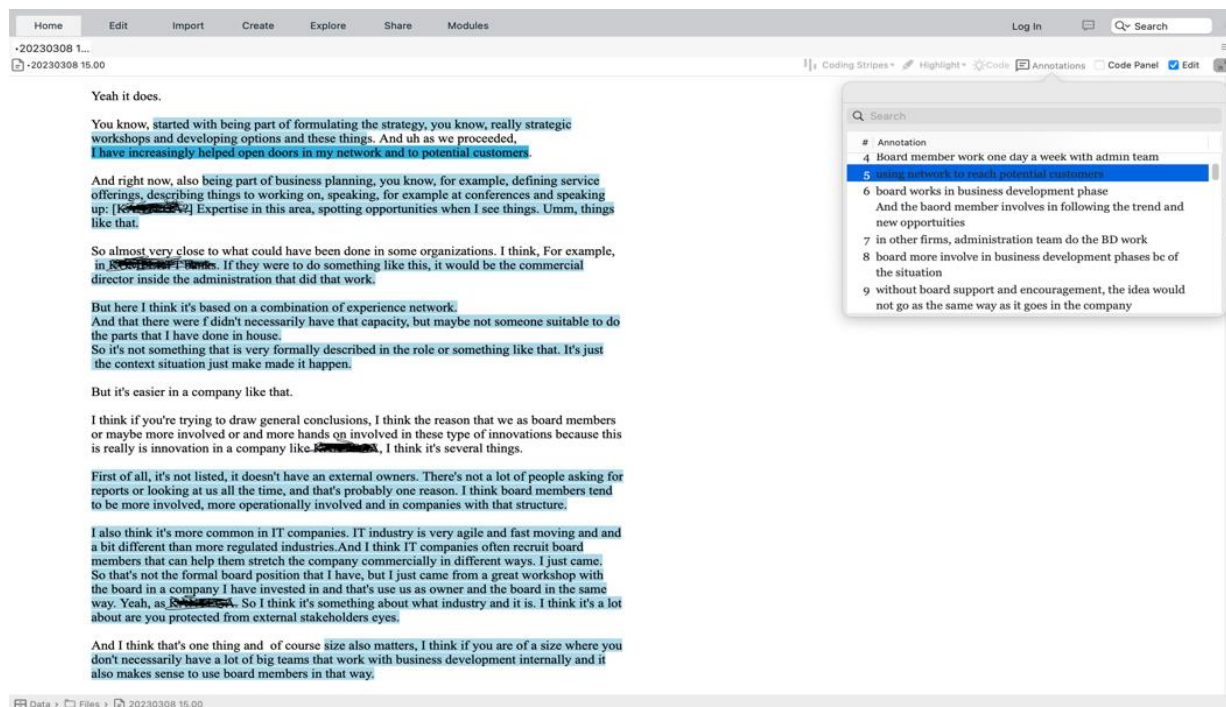 Home Edit Import Create Explore Share Modules Log In Search
•20230308 1...
•20230308 15.00 Coding Stripes Highlight Code Annotations Code Panel Edit
Yeah it does.
You know, started with being part of formulating the strategy, you know, really strategic
workshops and developing options and these things. And uh as we proceeded,
I have increasingly helped open doors in my network and to potential customers.
And right now, also being part of business planning, you know, for example, defining service
offerings, describing things to working on, speaking, for example at conferences and speaking
up: [ ?] Expertise in this area, spotting opportunities when I see things. Umm, things
like that.
So almost very close to what could have been done in some organizations. I think, For example,
in . If they were to do something like this, it would be the commercial
director inside the administration that did that work.
But here I think it's based on a combination of experience network.
And that there were f didn't necessarily have that capacity, but maybe not someone suitable to do
the parts that I have done in house.
So it's not something that is very formally described in the role or something like that. It's just
the context situation just make made it happen.
But it's easier in a company like that.
I think if you're trying to draw general conclusions, I think the reason that we as board members
or maybe more involved or and more hands on involved in these type of innovations because this
is really is innovation in a company like , I think it's several things.
First of all, it's not listed, it doesn't have an external owners. There's not a lot of people asking for
reports or looking at us all the time, and that's probably one reason. I think board members tend
to be more involved, more operationally involved and in companies with that structure.
I also think it's more common in IT companies. IT industry is very agile and fast moving and and
a bit different than more regulated industries.And I think IT companies often recruit board
members that can help them stretch the company commercially in different ways. I just came.
So that's not the formal board position that I have, but I just came from a great workshop with
the board in a company I have invested in and that's use us as owner and the board in the same
way. Yeah, as . So I think it's something about what industry and it is. I think it's a lot
about are you protected from external stakeholders eyes.
And I think that's one thing and of course size also matters, I think if you are of a size where you
don't necessarily have a lot of big teams that work with business development internally and it
also makes sense to use board members in that way.
Search
# Annotation
4 Board member work one day a week with admin team
5 using network to reach potential customers
6 board works in business development phase
And the baord member involves in following the trend and
new opportuities
7 in other firms, administration team do the BD work
8 board more involve in business development phases bc of
the situation
9 without board support and encouragement, the idea would
not go as the same way as it goes in the company
Data > Files > 20230308 15.00